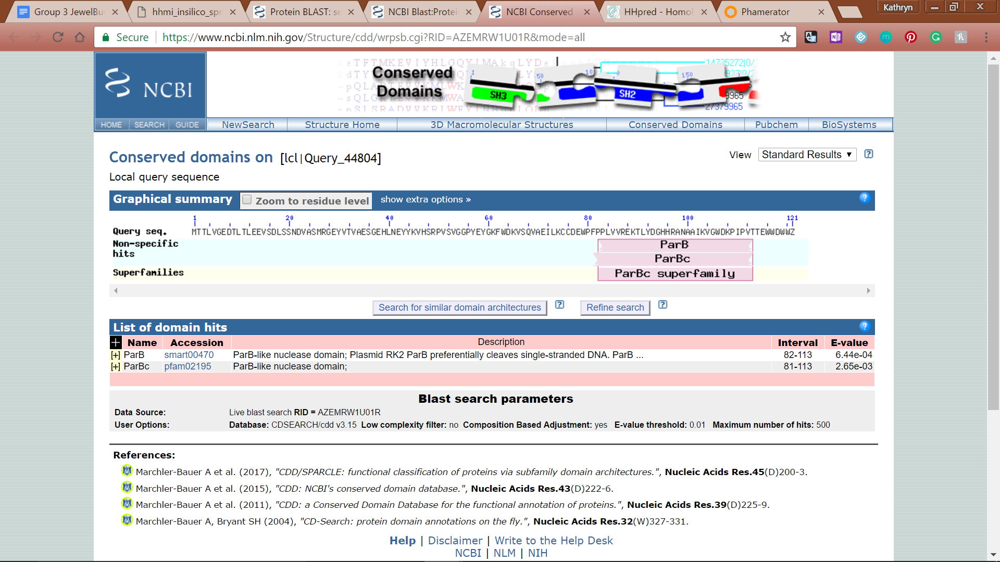 Group 3 JewelBu
hhmi_insilico_spr
Protein BLAST: se
NCBI Blast:Protei
NCBI Conserved
HHpred - Homol
Phamerator
Kathryn
Secure
https://www.ncbi.nlm.nih.gov/Structure/cdd/wrpsb.cgi?RID=AZEMRW1U01R&mode=all
NCBI
Conserved
Domains
SH3
SH2
HOME SEARCH GUIDE
NewSearch Structure Home 3D Macromolecular Structures Conserved Domains Pubchem BioSystems
Conserved domains on [lcl|Query_44804]
View Standard Results
Local query sequence
Graphical summary Zoom to residue level show extra options »
1 20 40 60 80 100 121
Query seq. MTTLVGEDTLTLEEVSDLSSNDVASMRGEYVTVAESGEHLNEYYKVHSRPVSVGGPYEYGKFWDKVSQVAEILKCCDEWPFPPLVVREKTLYDGHHRANAAIKVGWDKPIPVTTEWWDWWZ
Non-specific
hits
ParB
ParBc
Superfamilies ParBc superfamily
Search for similar domain architectures Refine search
List of domain hits
Name Accession Description Interval E-value
[+] ParB smart00470 ParB-like nuclease domain; Plasmid RK2 ParB preferentially cleaves single-stranded DNA. ParB ... 82-113 6.44e-04
[+] ParBc pfam02195 ParB-like nuclease domain; 81-113 2.65e-03
Blast search parameters
Data Source: Live blast search RID = AZEMRW1U01R
User Options: Database: CDSEARCH/cdd v3.15 Low complexity filter: no Composition Based Adjustment: yes E-value threshold: 0.01 Maximum number of hits: 500
References:
Marchler-Bauer A et al. (2017), "CDD/SPARCLE: functional classification of proteins via subfamily domain architectures.", Nucleic Acids Res.45(D)200-3.
Marchler-Bauer A et al. (2015), "CDD: NCBI's conserved domain database.", Nucleic Acids Res.43(D)222-6.
Marchler-Bauer A et al. (2011), "CDD: a Conserved Domain Database for the functional annotation of proteins.", Nucleic Acids Res.39(D)225-9.
Marchler-Bauer A, Bryant SH (2004), "CD-Search: protein domain annotations on the fly.", Nucleic Acids Res.32(W)327-331.
Help | Disclaimer | Write to the Help Desk
NCBI | NLM | NIH